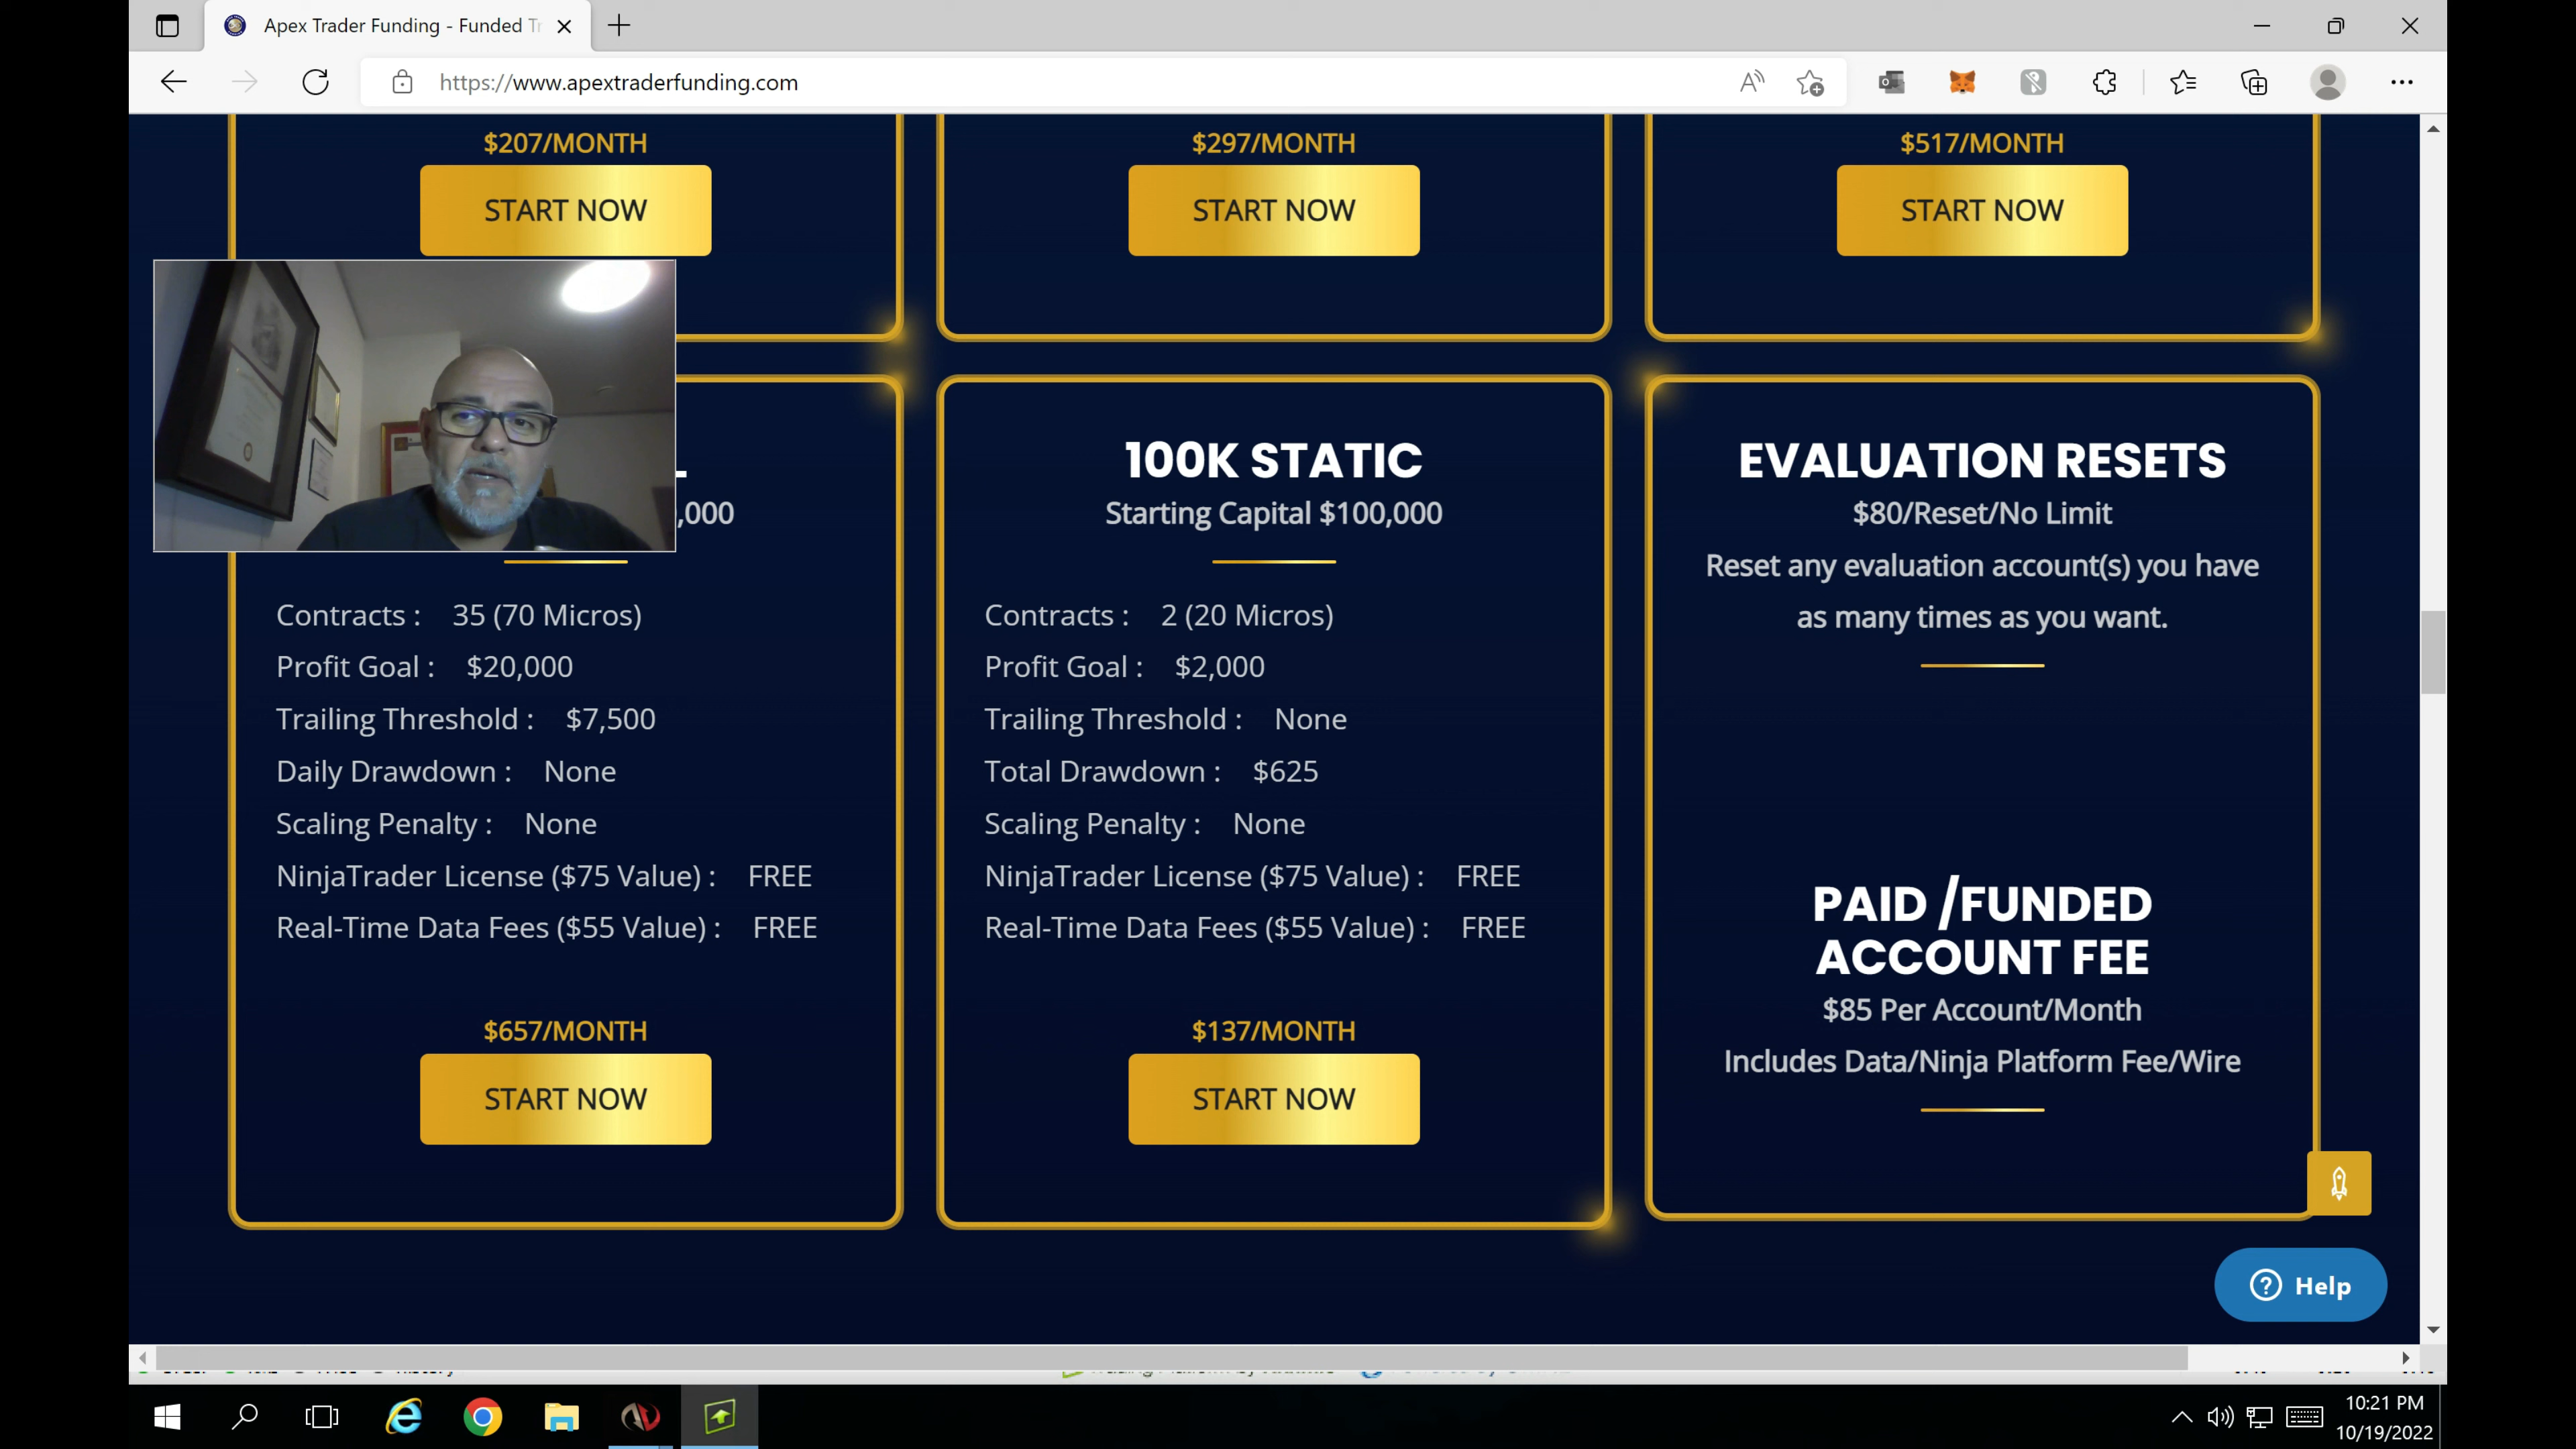 Apex Trader Funding - Funded Tr
https://www.apextraderfunding.com
$207/MONTH
START NOW
$297/MONTH
START NOW
$517/MONTH
START NOW
,000
Contracts : 35 (70 Micros)
Profit Goal : $20,000
Trailing Threshold : $7,500
Daily Drawdown : None
Scaling Penalty : None
NinjaTrader License ($75 Value) : FREE
Real-Time Data Fees ($55 Value) : FREE
$657/MONTH
START NOW
100K STATIC
Starting Capital $100,000
Contracts : 2 (20 Micros)
Profit Goal : $2,000
Trailing Threshold : None
Total Drawdown : $625
Scaling Penalty : None
NinjaTrader License ($75 Value) : FREE
Real-Time Data Fees ($55 Value) : FREE
$137/MONTH
START NOW
EVALUATION RESETS
$80/Reset/No Limit
Reset any evaluation account(s) you have
as many times as you want.
PAID /FUNDED
ACCOUNT FEE
$85 Per Account/Month
Includes Data/Ninja Platform Fee/Wire
Help
10:21 PM
10/19/2022